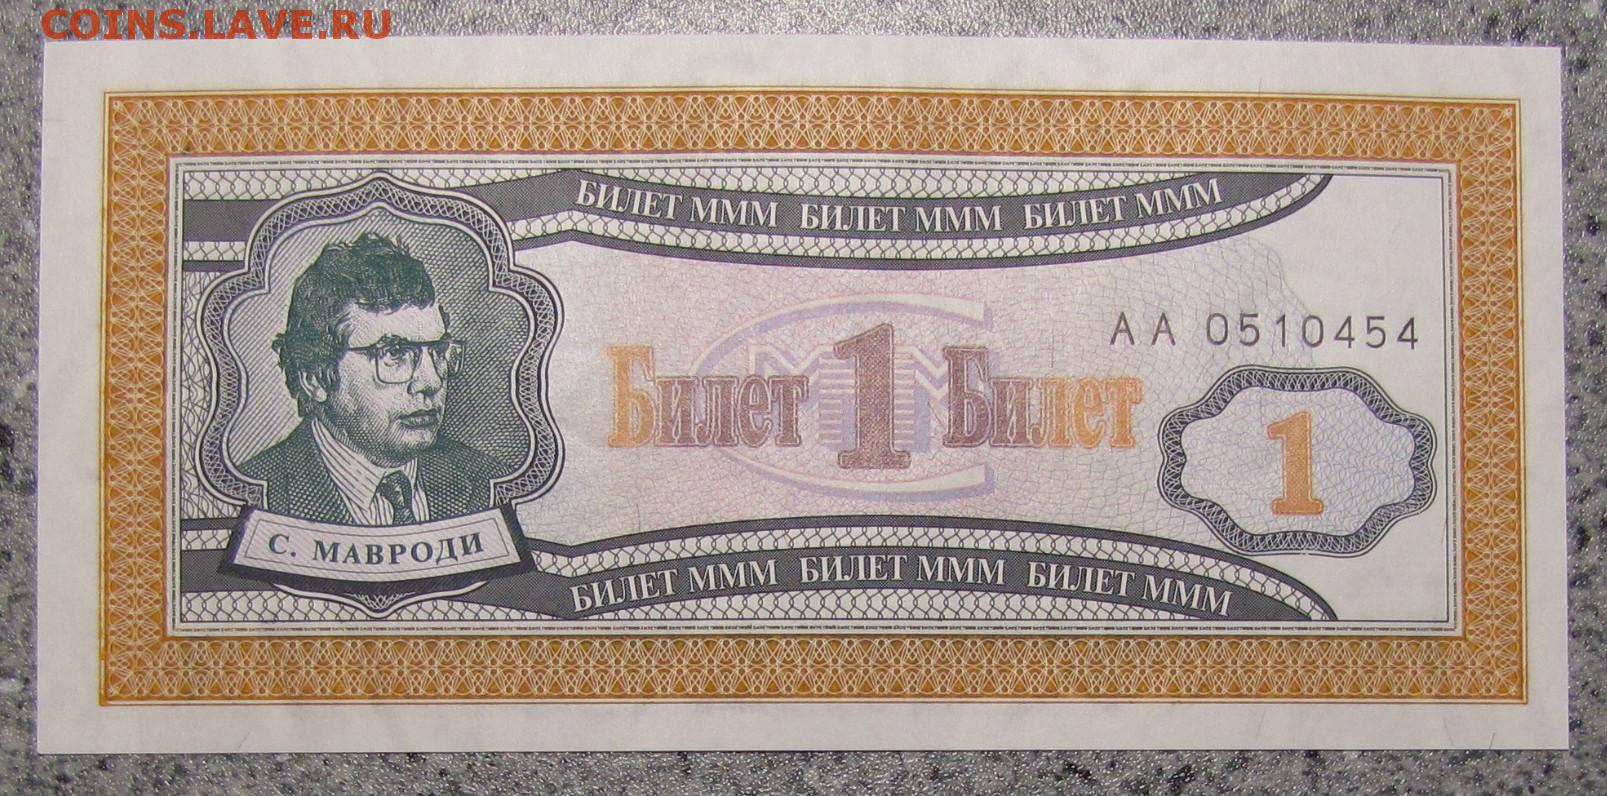 COINS.LAVE.RU
БИЛЕТ МММ БИЛЕТ МММ БИЛЕТ МММ
АА 0510454
Билет 1 Билет
МММ
1
С. МАВРОДИ
БИЛЕТ МММ БИЛЕТ МММ БИЛЕТ МММ